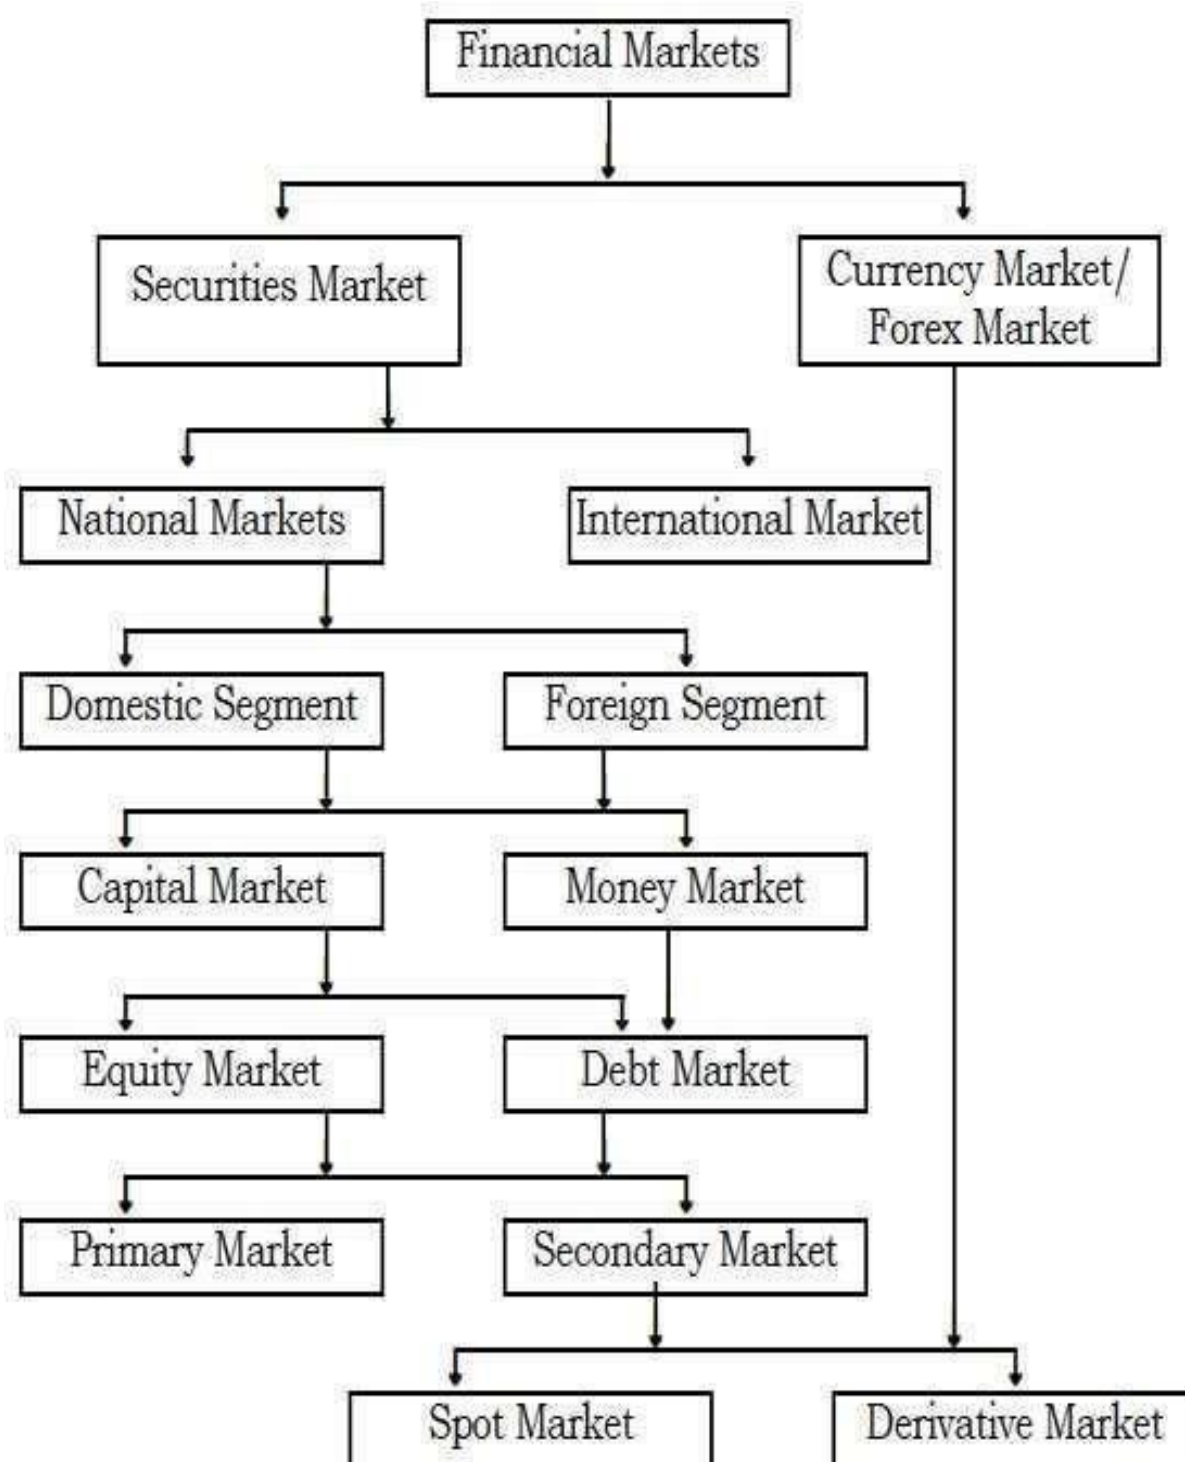 Financial Markets
Securities Market
Currency Market/
Forex Market
National Markets
International Market
Domestic Segment
Foreign Segment
Capital Market
Money Market
Equity Market
Debt Market
Primary Market
Secondary Market
Spot Market
Derivative Market